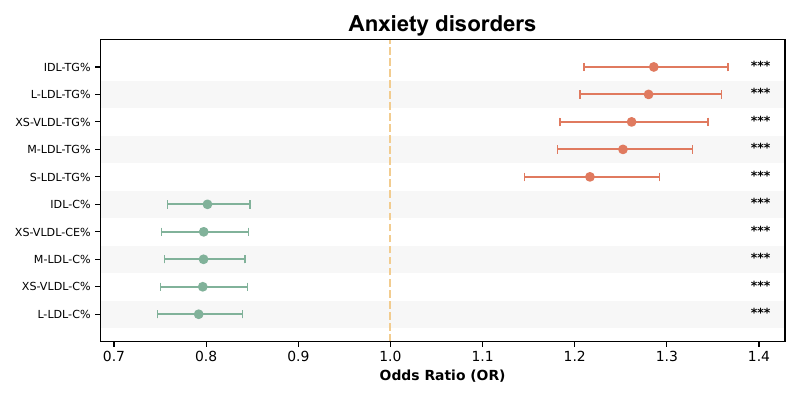 Anxiety disorders
IDL-TG% ***
L-LDL-TG% ***
XS-VLDL-TG% ***
M-LDL-TG% ***
S-LDL-TG% ***
IDL-C% ***
XS-VLDL-CE% ***
M-LDL-C% ***
XS-VLDL-C% ***
L-LDL-C% ***
0.7 0.8 0.9 1.0 1.1 1.2 1.3 1.4
Odds Ratio (OR)